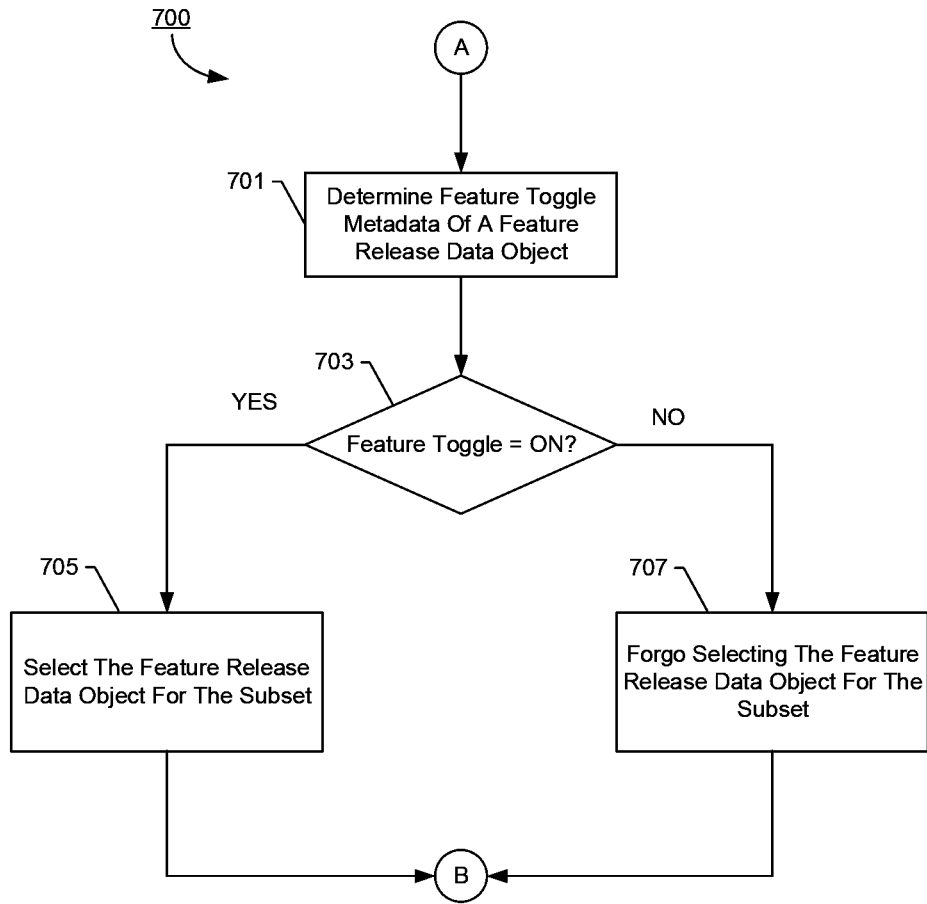 700
A
701
Determine Feature Toggle
Metadata Of A Feature
Release Data Object
703
YES
Feature Toggle = ON?
NO
705
Select The Feature Release
Data Object For The Subset
707
Forgo Selecting The Feature
Release Data Object For The
Subset
B